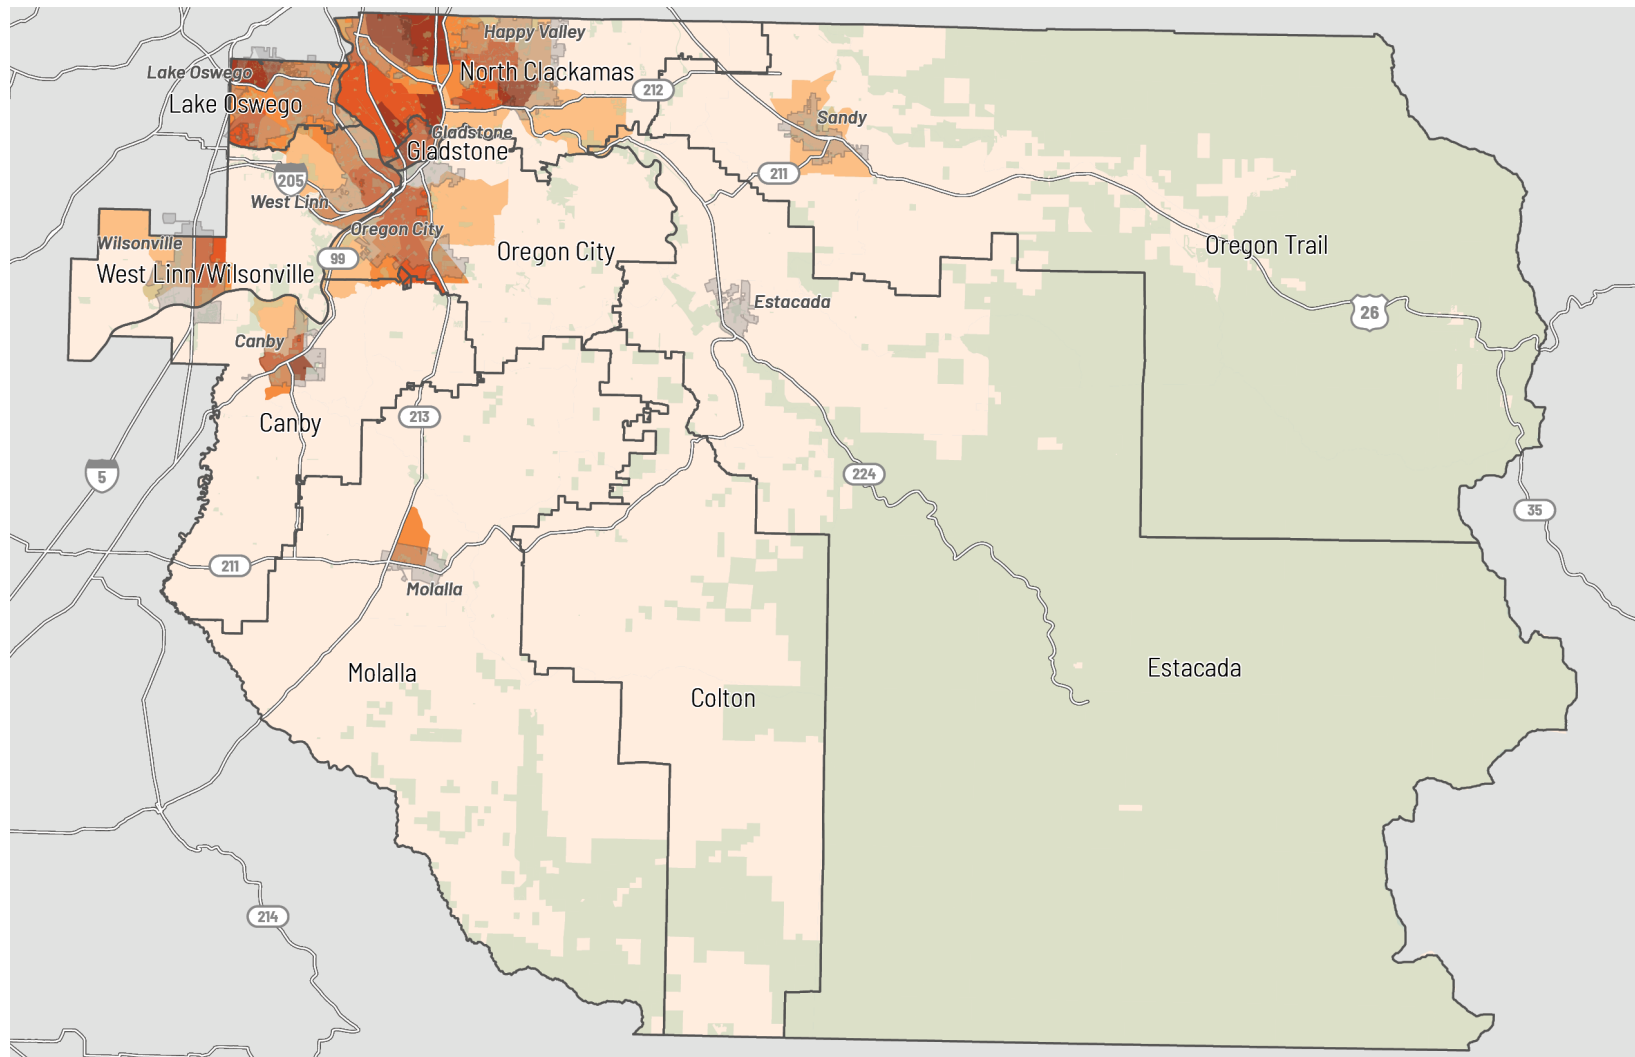 Happy Valley
Lake Oswego
North Clackamas
212
Lake Oswego
Sandy
Gladstone
Gladstone
211
205
West Linn
Oregon City
Wilsonville
Oregon City
Oregon Trail
99
West Linn/Wilsonville
Estacada
26
Canby
213
Canby
5
224
35
211
Molalla
Molalla
Estacada
Colton
214